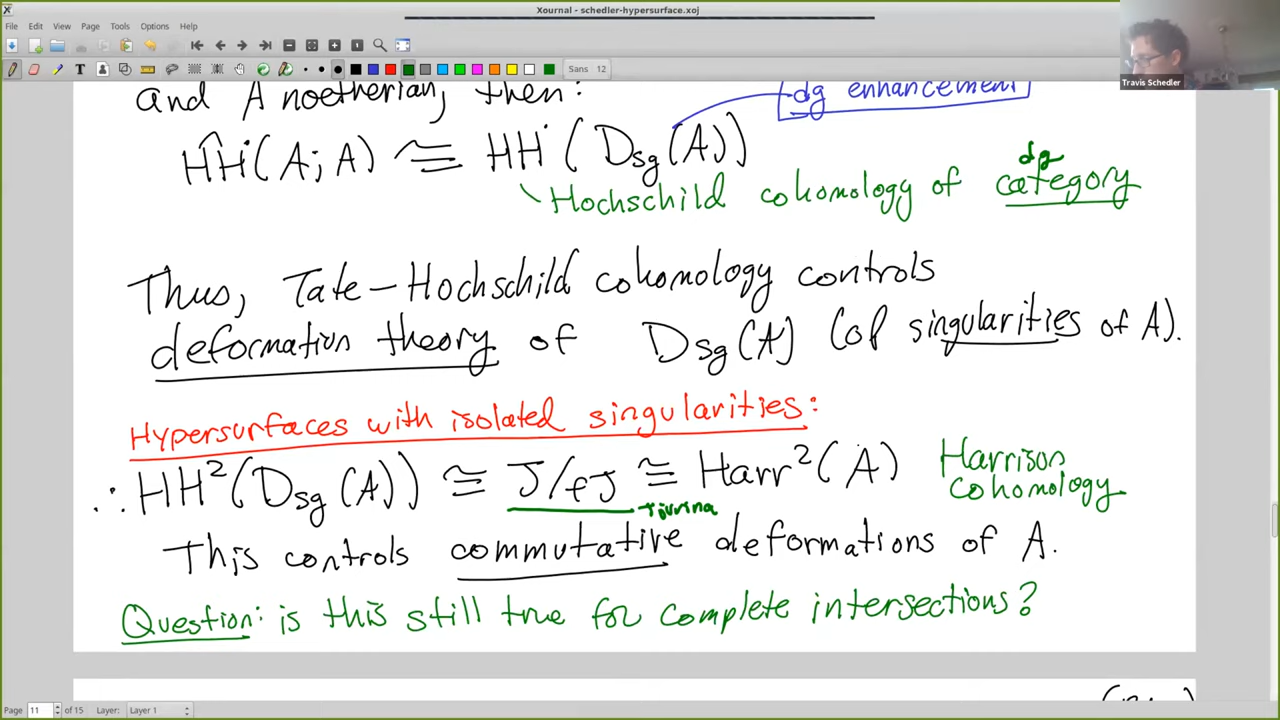 Xournal - schedler-hypersurface.xoj
File Edit View Page Tools Options Help
Sans 12
Travis Schedler
and A noetherian, then:
dg enhancement
HĤ˙(A; A) ≅ HH˙(Dsg(A))
dg
Hochschild cohomology of category
Thus, Tate-Hochschild cohomology controls
deformation theory of Dsg(A) (of singularities of A).
Hypersurfaces with isolated singularities:
∴ HH²(Dsg(A)) ≅ J/fJ ≅ Harr²(A) Harrison cohomology
Tjurina
This controls commutative deformations of A.
Question: is this still true for complete intersections?
Page 11 of 15 Layer: Layer 1